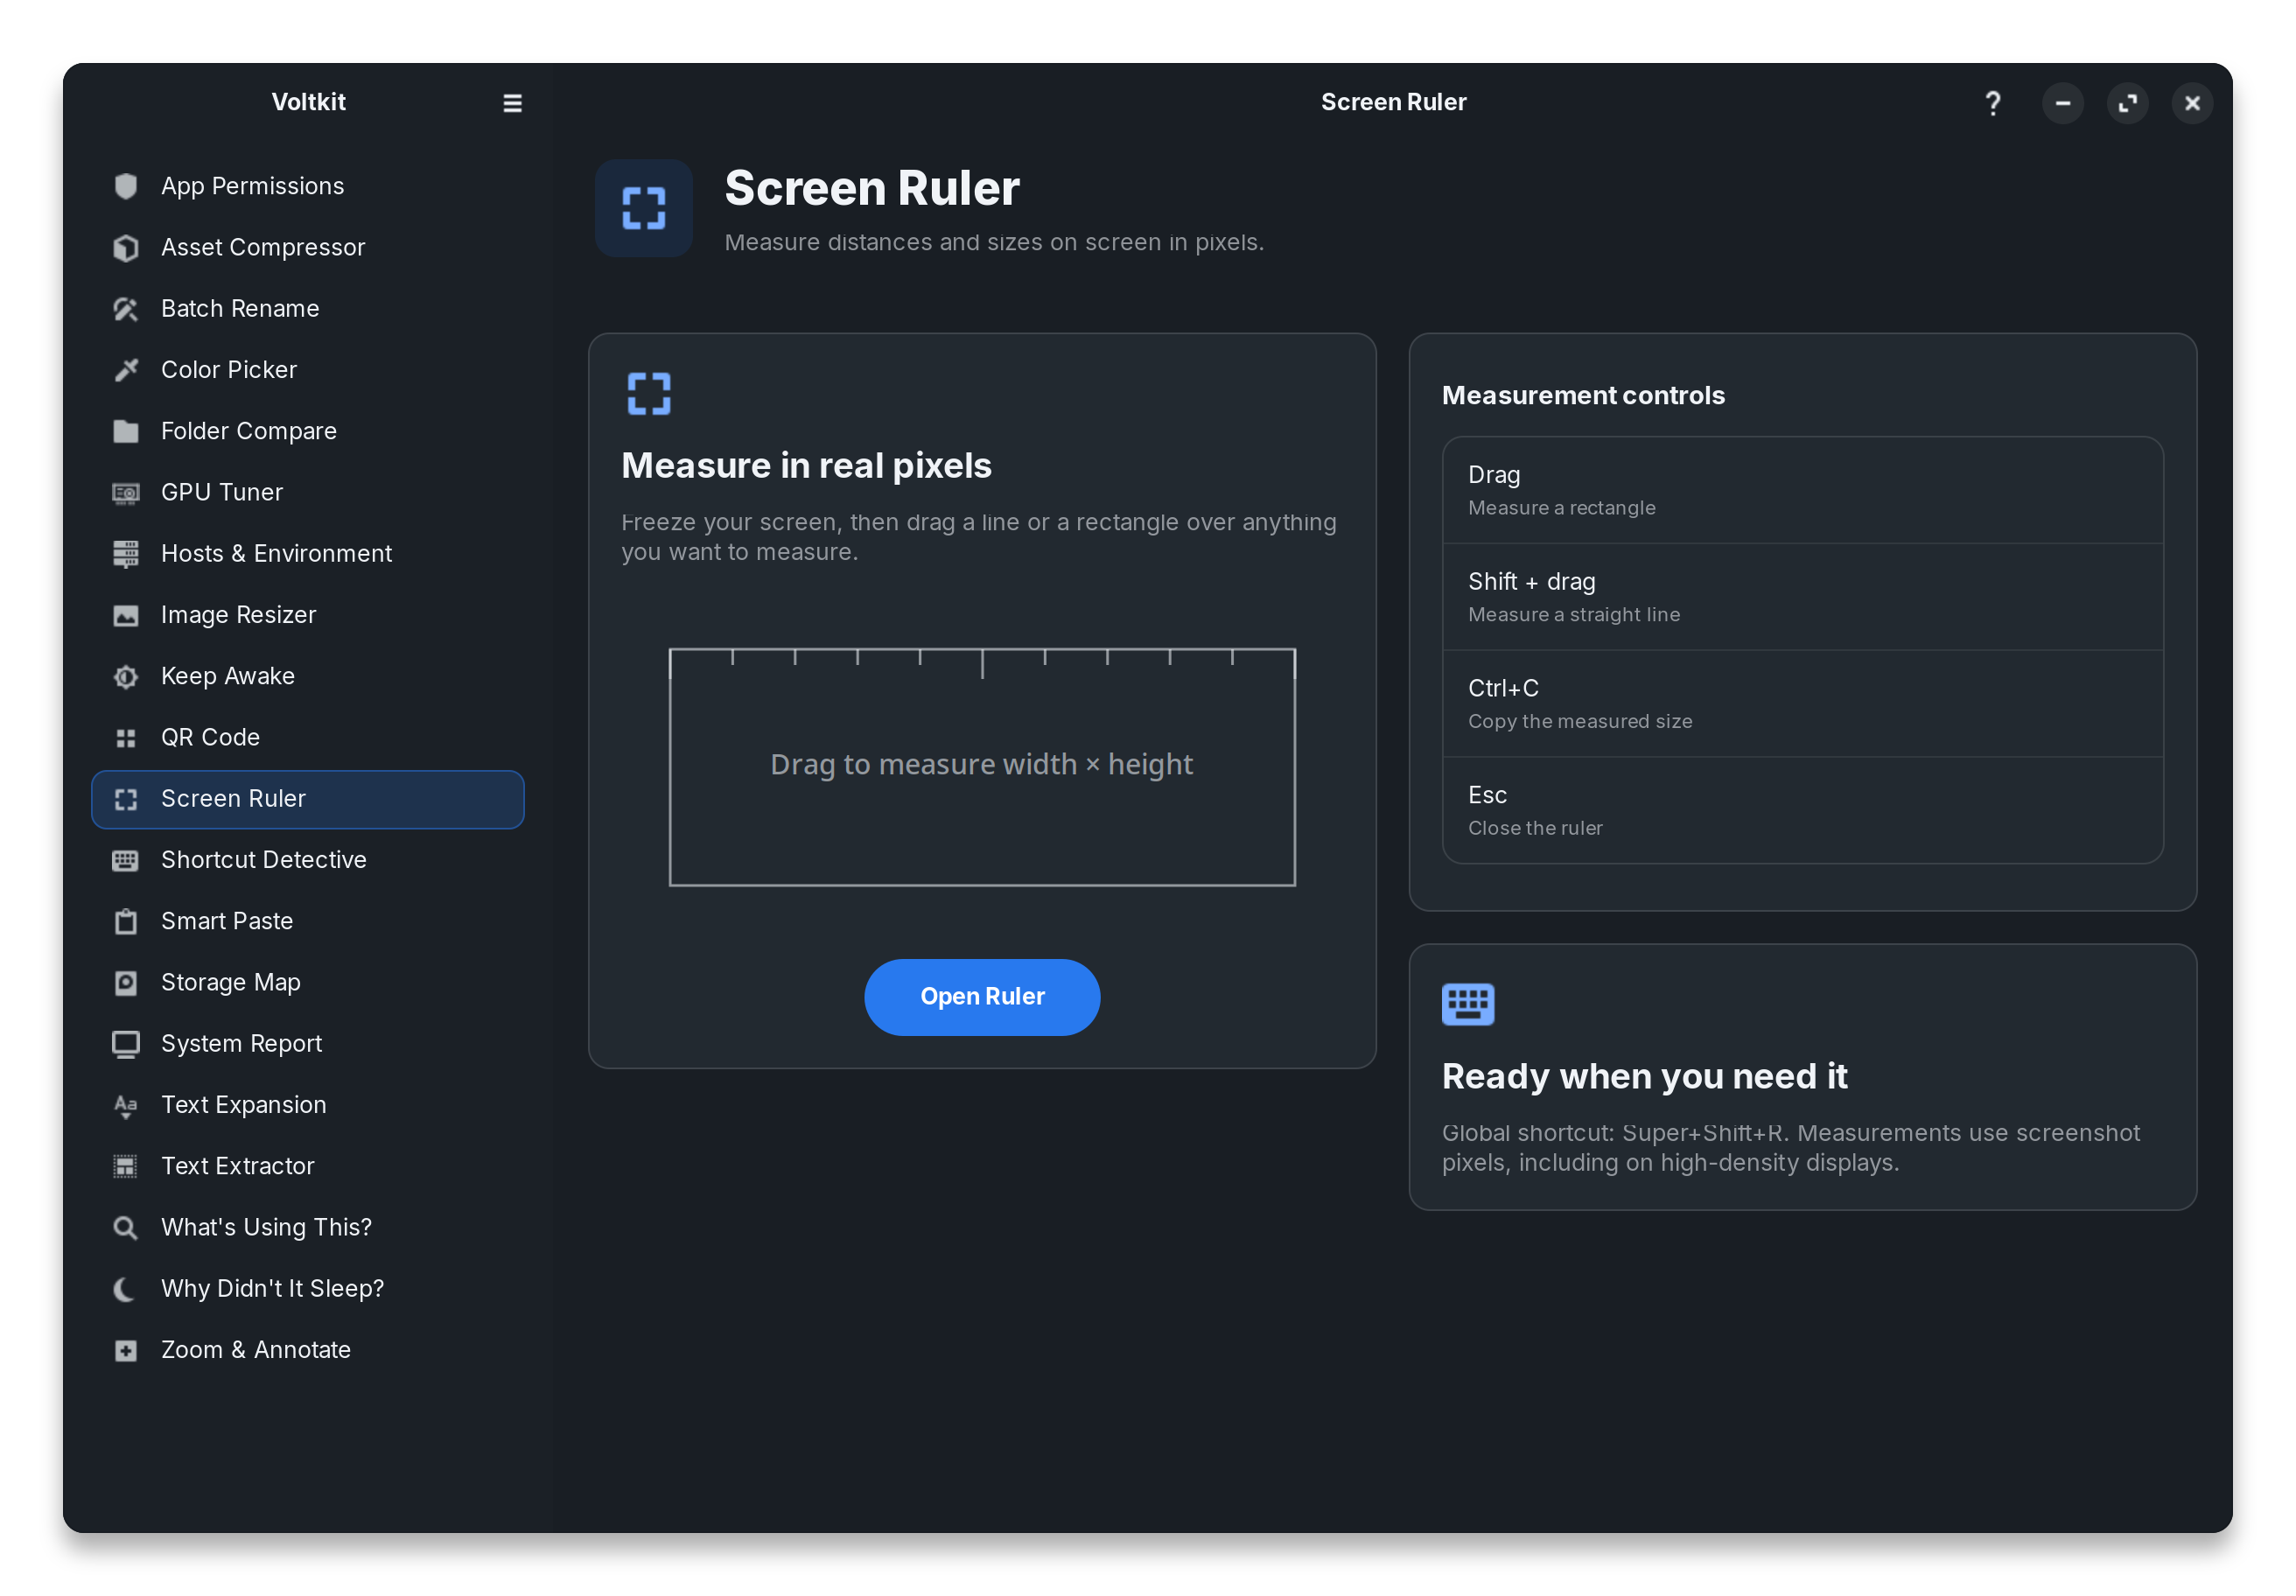 Voltkit
Screen Ruler
?
App Permissions
Asset Compressor
Batch Rename
Color Picker
Folder Compare
GPU Tuner
Hosts & Environment
Image Resizer
Keep Awake
QR Code
Screen Ruler
Shortcut Detective
Smart Paste
Storage Map
System Report
Text Expansion
Text Extractor
What's Using This?
Why Didn't It Sleep?
Zoom & Annotate
Screen Ruler
Measure distances and sizes on screen in pixels.
Measure in real pixels
Freeze your screen, then drag a line or a rectangle over anything
you want to measure.
Drag to measure width × height
Open Ruler
Measurement controls
Drag
Measure a rectangle
Shift + drag
Measure a straight line
Ctrl+C
Copy the measured size
Esc
Close the ruler
Ready when you need it
Global shortcut: Super+Shift+R. Measurements use screenshot
pixels, including on high-density displays.